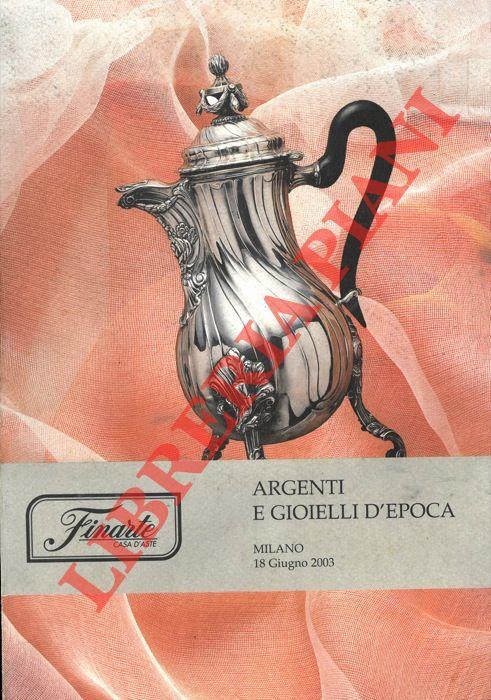 LIBRERIA PIANI
Finarte
CASA D'ASTE
ARGENTI
E GIOIELLI D'EPOCA
MILANO
18 Giugno 2003